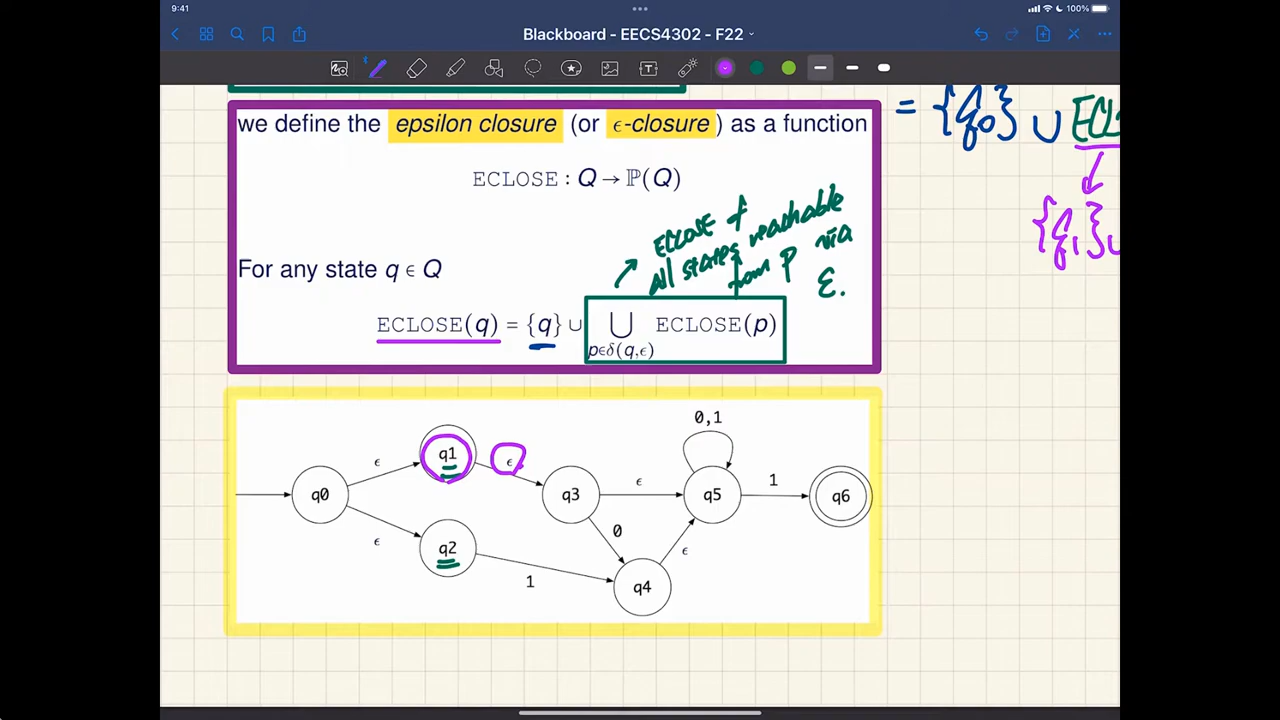 9:41
100%
Blackboard - EECS4302 - F22
we define the epsilon closure (or ϵ-closure ) as a function
= {q0} ∪ ECLO
ECLOSE : Q → ℙ(Q)
{q1} ∪
ECLOSE of
all states reachable
from p via
ε.
For any state q ∈ Q
ECLOSE(q) = {q} ∪ ⋃ ECLOSE(p)
p∈δ(q,ϵ)
0,1
ϵ
q1
ϵ
q0
q3
ϵ
q5
1
q6
ϵ
q2
0
ϵ
1
q4